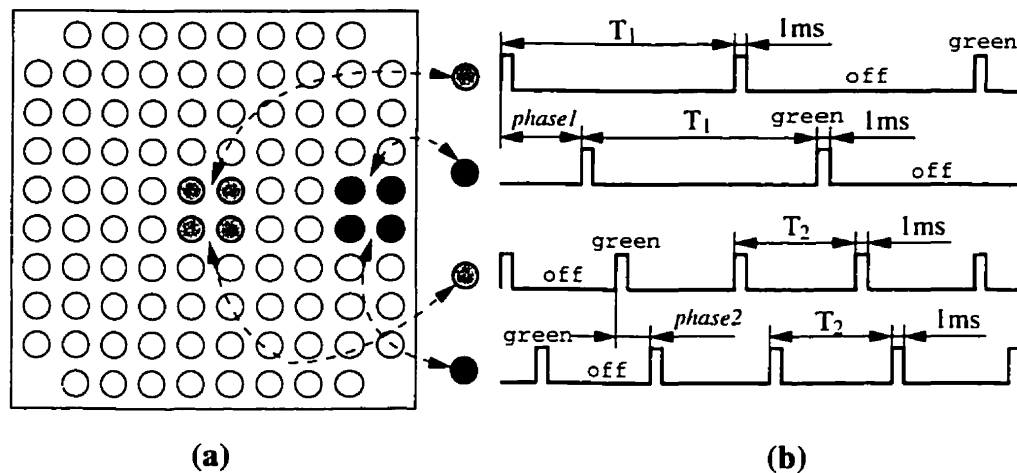 T1 1ms
green
off
phase1 T1 green 1ms
off
green T2 1ms
off
green phase2 T2 1ms
off
(a) (b)